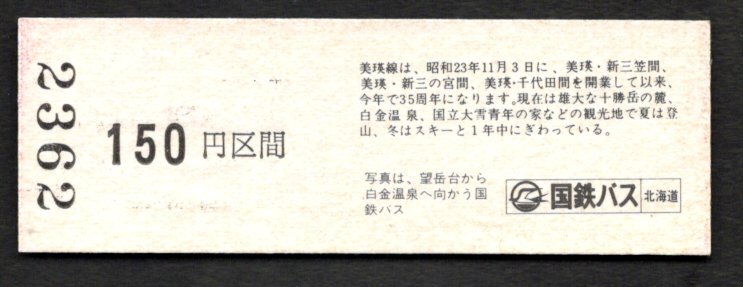 2362
150 円区間
美瑛線は、昭和23年11月3日に、美瑛・新三笠間、
美瑛・新三の宮間、美瑛・千代田間を開業して以来、
今年で35周年になります。現在は雄大な十勝岳の麓、
白金温泉、国立大雪青年の家などの観光地で夏は登
山、冬はスキーと1年中にぎわっている。
写真は、望岳台から
白金温泉へ向かう国
鉄バス
国鉄バス 北海道